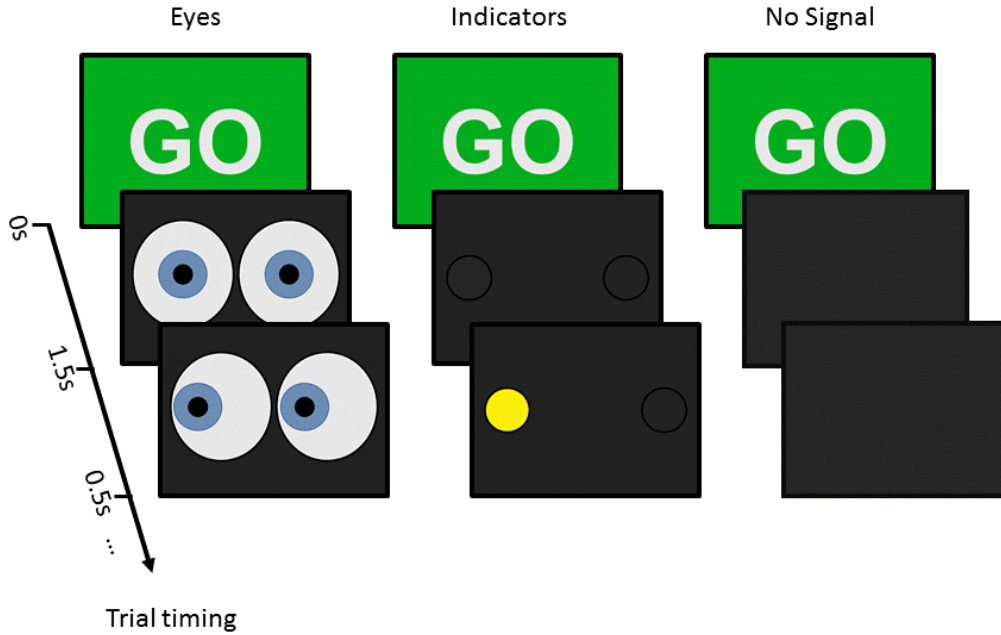 Eyes
Indicators
No Signal
GO
GO
GO
0s
1.5s
0.5s
...
Trial timing